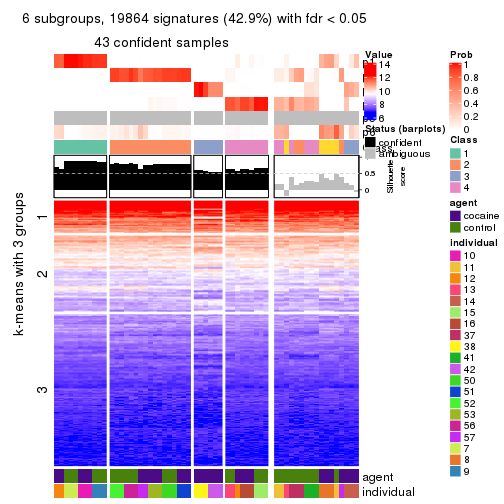 6 subgroups, 19864 signatures (42.9%) with fdr < 0.05
43 confident samples
k-means with 3 groups
1
2
3
Value
14
12
10
8
6
Status (barplots)
confident
ambiguous
0.5
0
Silhouette
score
agent
individual
Prob
1
0.8
0.6
0.4
0.2
0
Class
1
2
3
4
agent
cocaine
control
individual
10
11
12
13
14
15
16
37
38
41
42
50
51
52
53
56
57
7
8
9